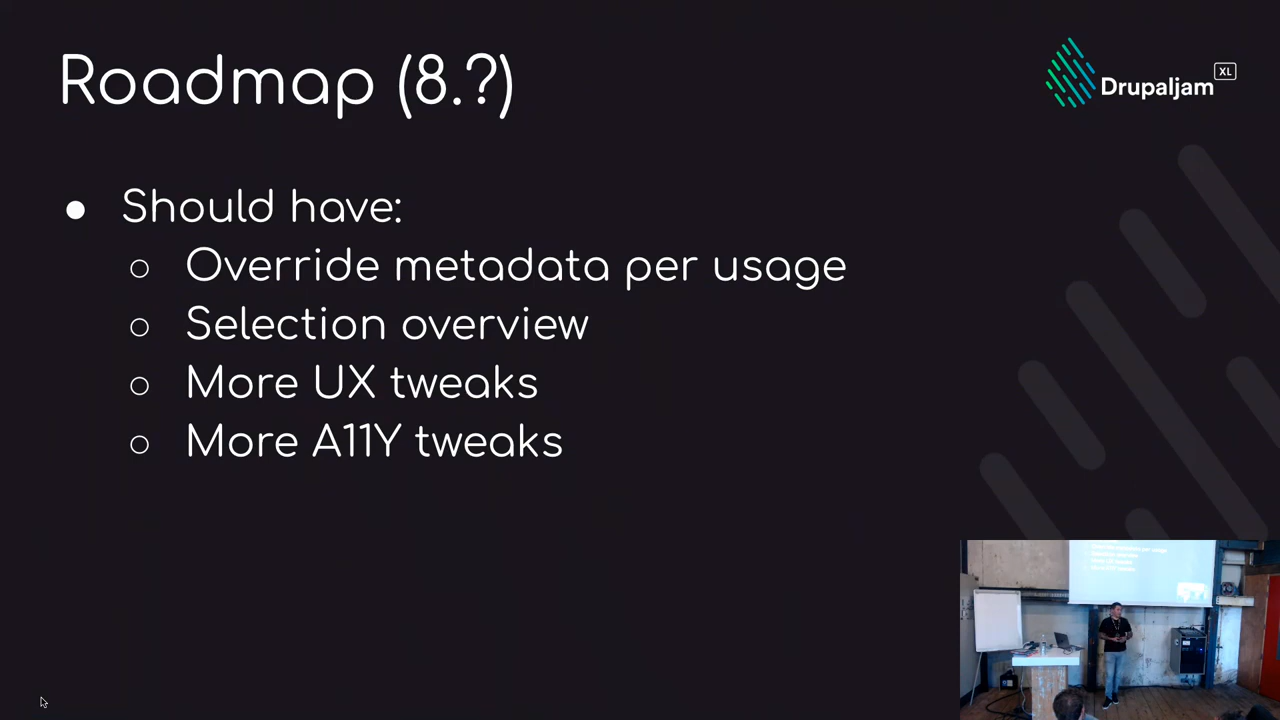 Roadmap (8.?)
Drupaljam XL
● Should have:
○ Override metadata per usage
○ Selection overview
○ More UX tweaks
○ More A11Y tweaks